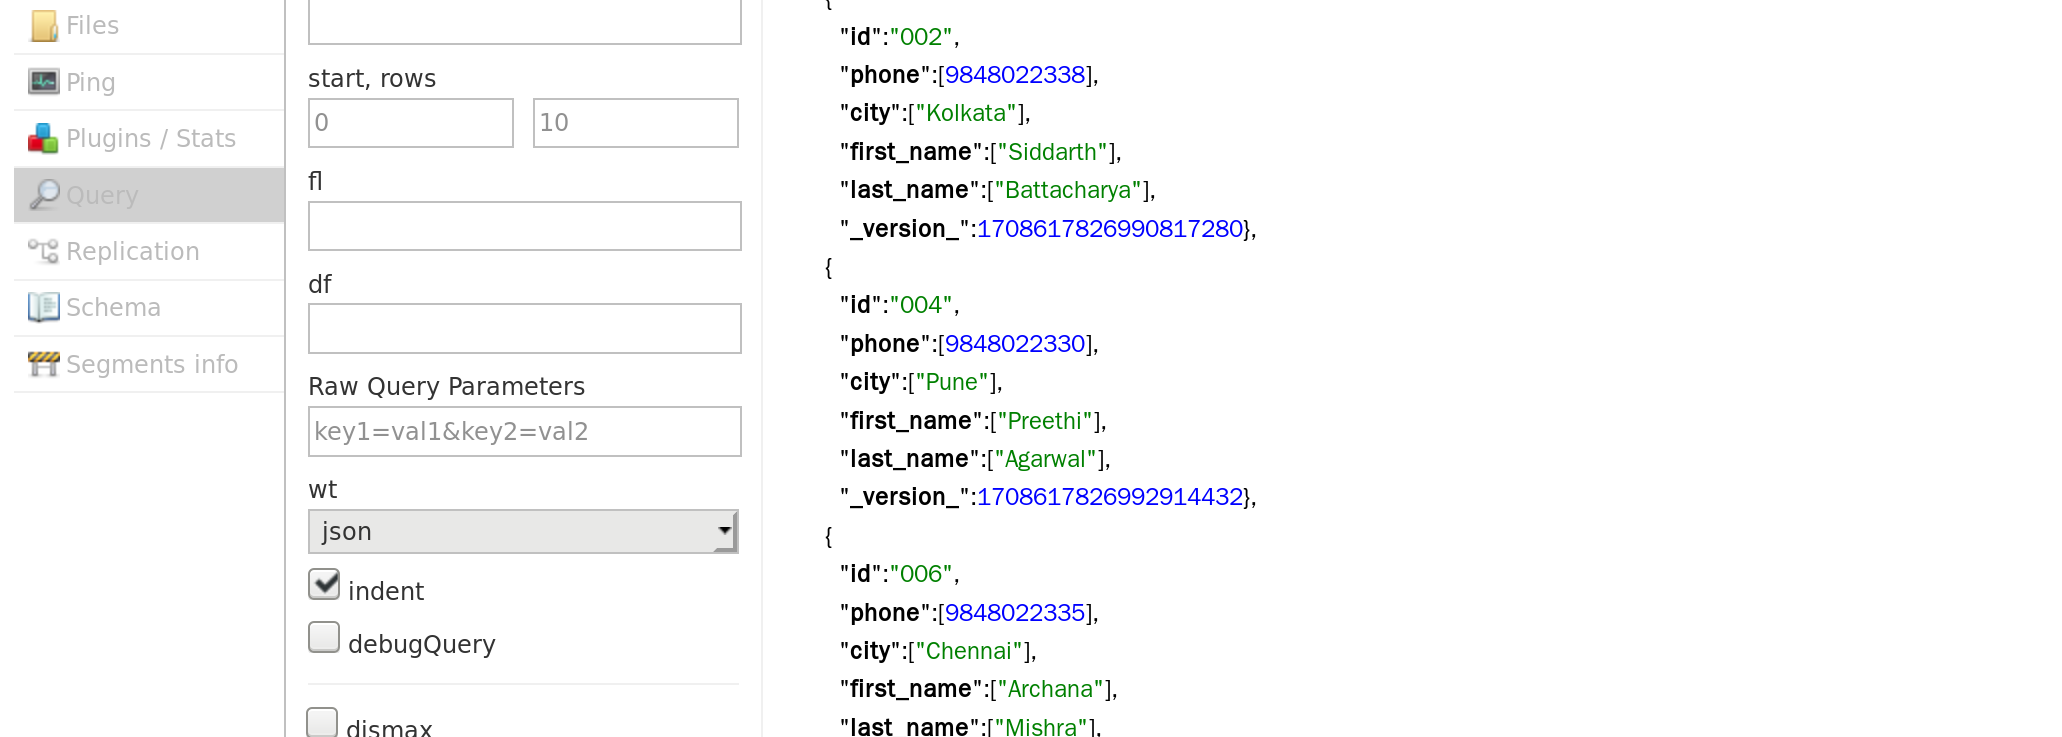 Files
Ping
Plugins / Stats
Query
Replication
Schema
Segments info
start, rows
0 10
fl
df
Raw Query Parameters
key1=val1&key2=val2
wt
json
indent
debugQuery
dismax
{
"id":"002",
"phone":[9848022338],
"city":["Kolkata"],
"first_name":["Siddarth"],
"last_name":["Battacharya"],
"_version_":1708617826990817280},
{
"id":"004",
"phone":[9848022330],
"city":["Pune"],
"first_name":["Preethi"],
"last_name":["Agarwal"],
"_version_":1708617826992914432},
{
"id":"006",
"phone":[9848022335],
"city":["Chennai"],
"first_name":["Archana"],
"last_name":["Mishra"],